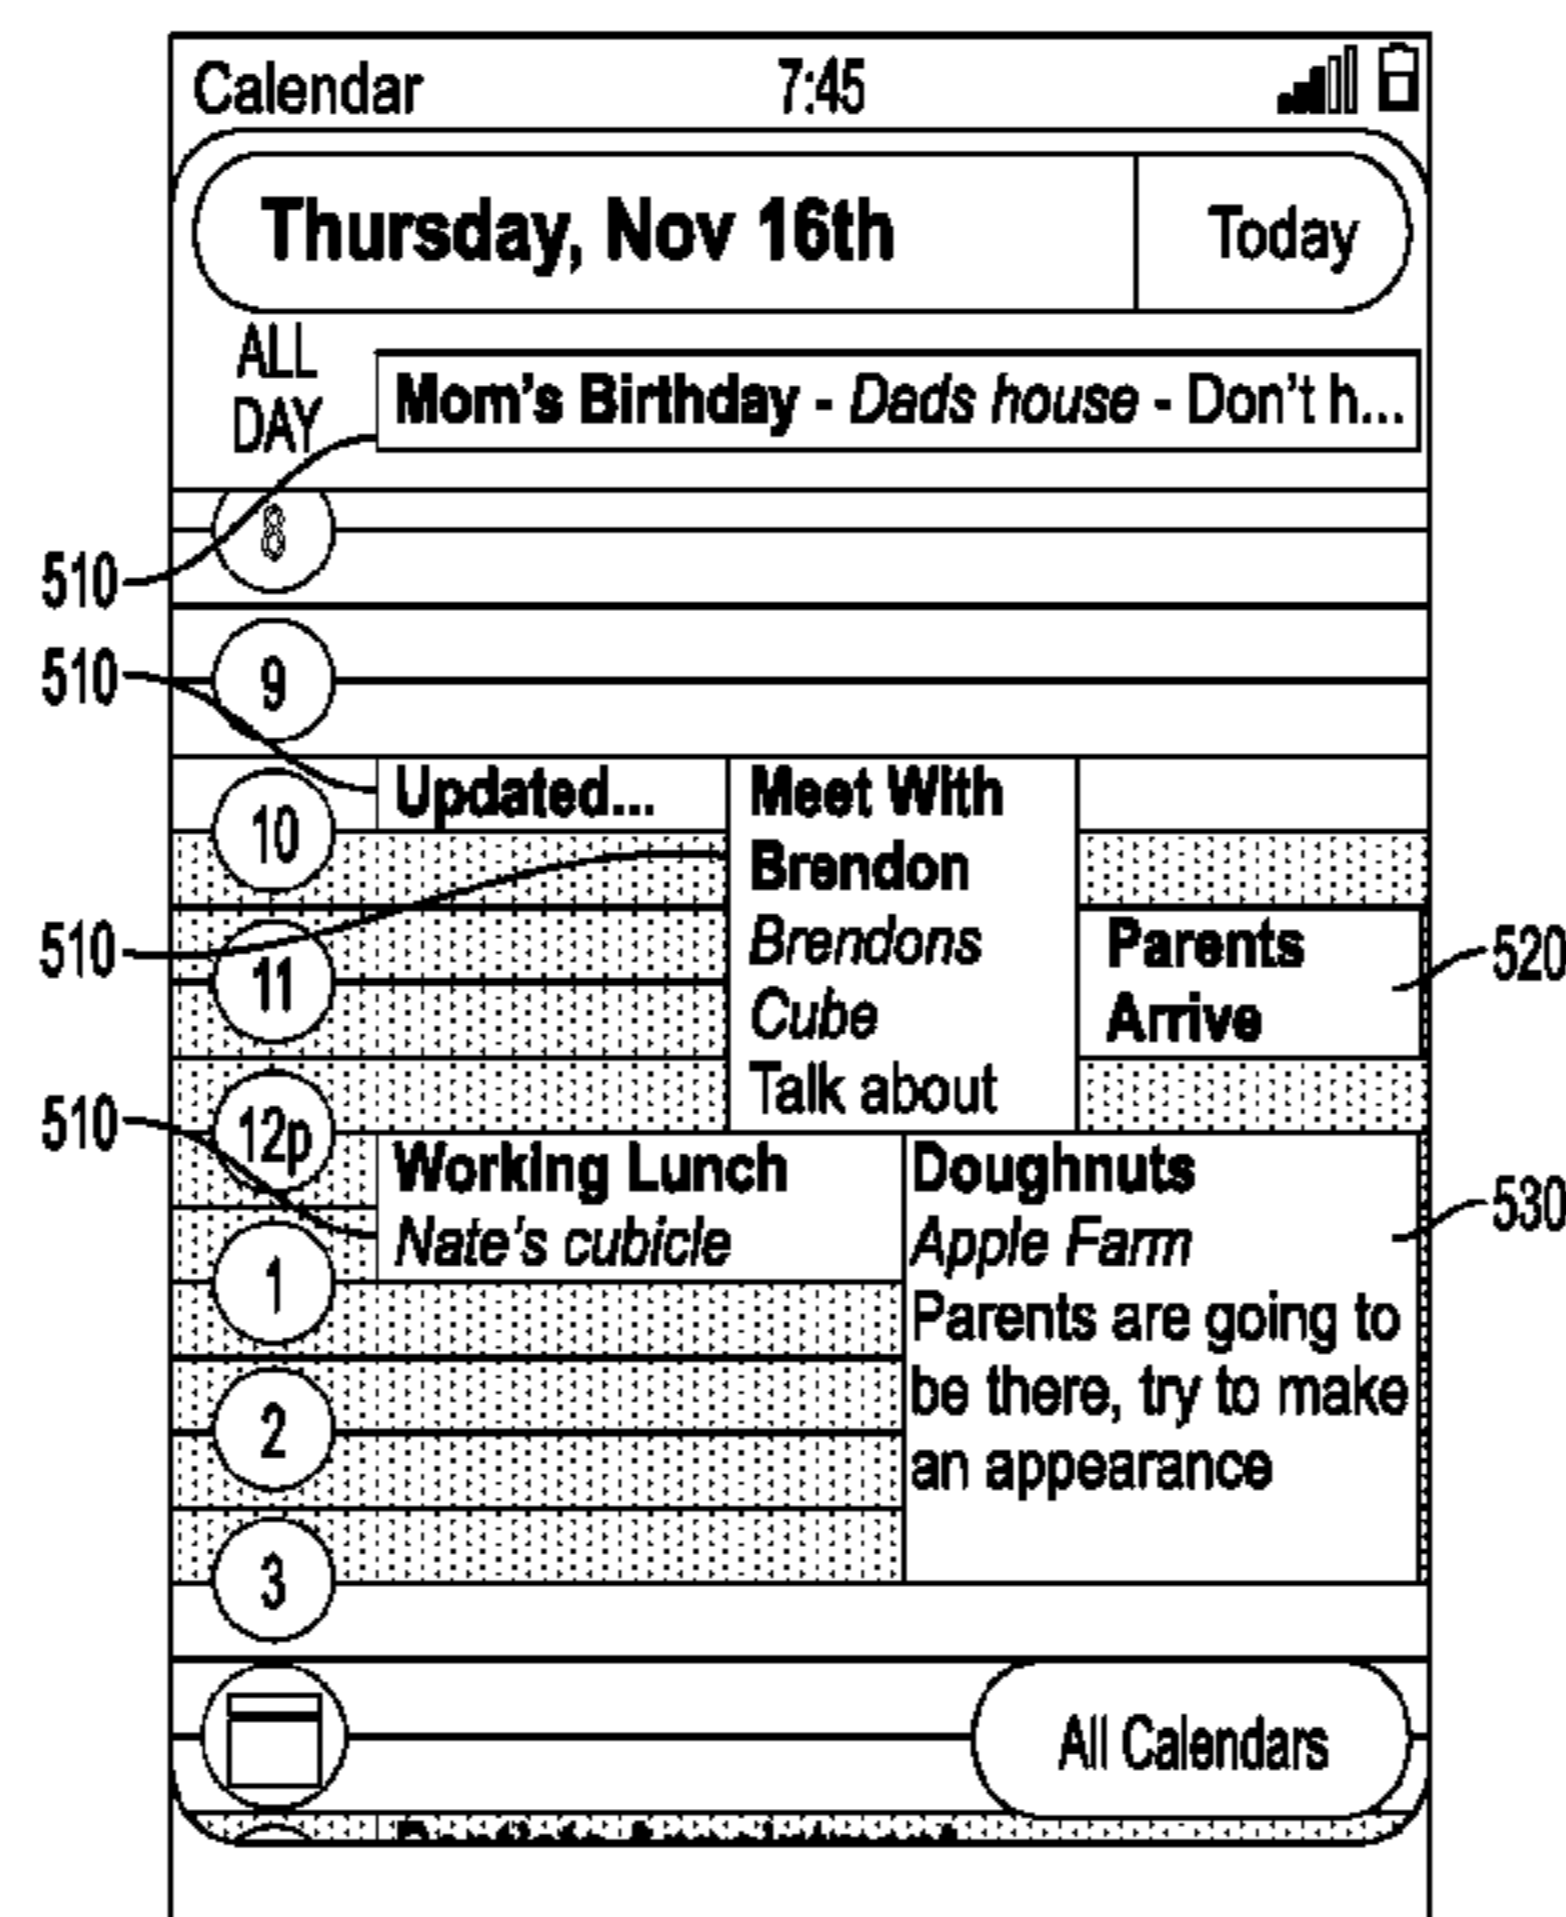 Calendar 7:45
Thursday, Nov 16th Today
ALL
DAY
Mom's Birthday - Dads house - Don't h...
8
510
510
9
10
Updated...
Meet With
Brendon
Brendons
Cube
Talk about
510
11
Parents
Arrive
520
510
12p
Working Lunch
Nate's cubicle
Doughnuts
Apple Farm
Parents are going to
be there, try to make
an appearance
530
1
2
3
All Calendars